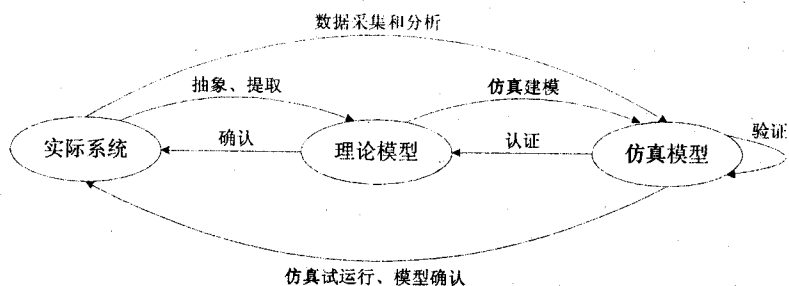 数据采集和分析
抽象、提取
仿真建模
确认
认证
验证
实际系统
理论模型
仿真模型
仿真试运行、模型确认